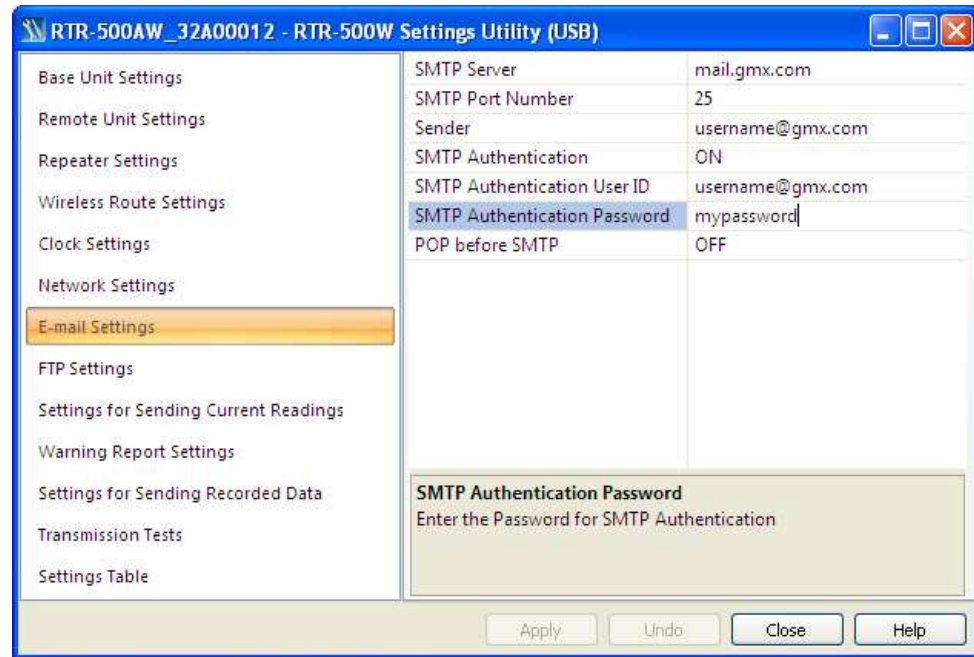 RTR-500AW_32A00012 - RTR-500W Settings Utility (USB)
Base Unit Settings
Remote Unit Settings
Repeater Settings
Wireless Route Settings
Clock Settings
Network Settings
E-mail Settings
FTP Settings
Settings for Sending Current Readings
Warning Report Settings
Settings for Sending Recorded Data
Transmission Tests
Settings Table
SMTP Server mail.gmx.com
SMTP Port Number 25
Sender username@gmx.com
SMTP Authentication ON
SMTP Authentication User ID username@gmx.com
SMTP Authentication Password mypassword
POP before SMTP OFF
SMTP Authentication Password
Enter the Password for SMTP Authentication
Apply Undo Close Help